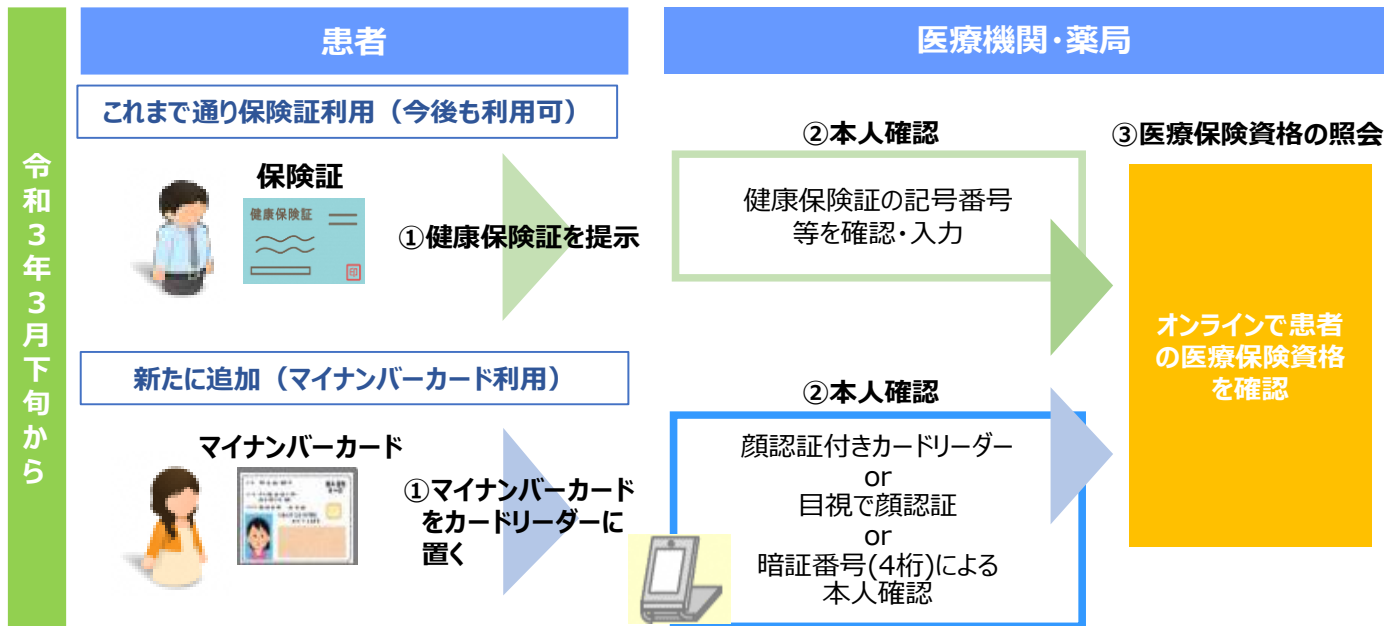 令和3年3月下旬から
患者
医療機関・薬局
これまで通り保険証利用（今後も利用可）
保険証
健康保険証
印
①健康保険証を提示
②本人確認
健康保険証の記号番号
等を確認・入力
③医療保険資格の照会
オンラインで患者
の医療保険資格
を確認
新たに追加（マイナンバーカード利用）
マイナンバーカード
①マイナンバーカード
をカードリーダーに
置く
②本人確認
顔認証付きカードリーダー
or
目視で顔認証
or
暗証番号(4桁)による
本人確認